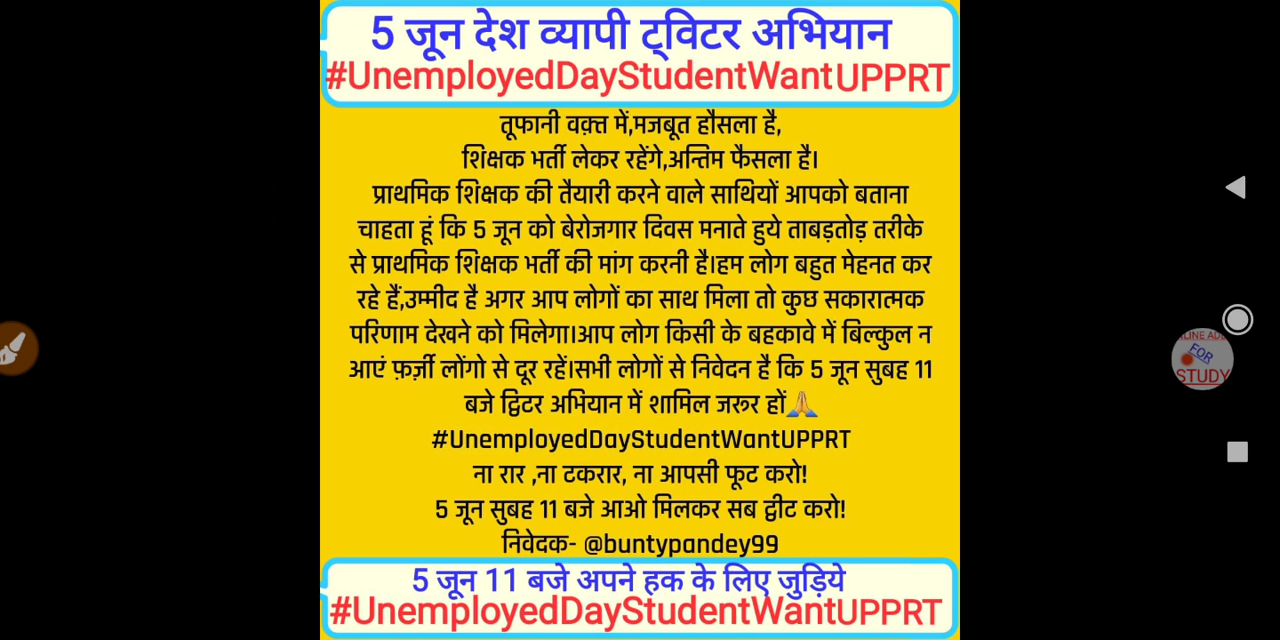 5 जून देश व्यापी ट्विटर अभियान
#UnemployedDayStudentWantUPPRT
तूफानी वक़्त में,मजबूत हौसला है,
शिक्षक भर्ती लेकर रहेंगे,अन्तिम फैसला है।
प्राथमिक शिक्षक की तैयारी करने वाले साथियों आपको बताना
चाहता हूं कि 5 जून को बेरोजगार दिवस मनाते हुये ताबड़तोड़ तरीके
से प्राथमिक शिक्षक भर्ती की मांग करनी है।हम लोग बहुत मेहनत कर
रहे हैं,उम्मीद है अगर आप लोगों का साथ मिला तो कुछ सकारात्मक
परिणाम देखने को मिलेगा।आप लोग किसी के बहकावे में बिल्कुल न
आएं फ़र्ज़ी लोंगो से दूर रहें।सभी लोगों से निवेदन है कि 5 जून सुबह 11
बजे ट्विटर अभियान में शामिल जरूर हों🙏
#UnemployedDayStudentWantUPPRT
ना रार ,ना टकरार, ना आपसी फूट करो!
5 जून सुबह 11 बजे आओ मिलकर सब ट्वीट करो!
निवेदक- @buntypandey99
5 जून 11 बजे अपने हक के लिए जुड़िये
#UnemployedDayStudentWantUPPRT
FOR
STUDY